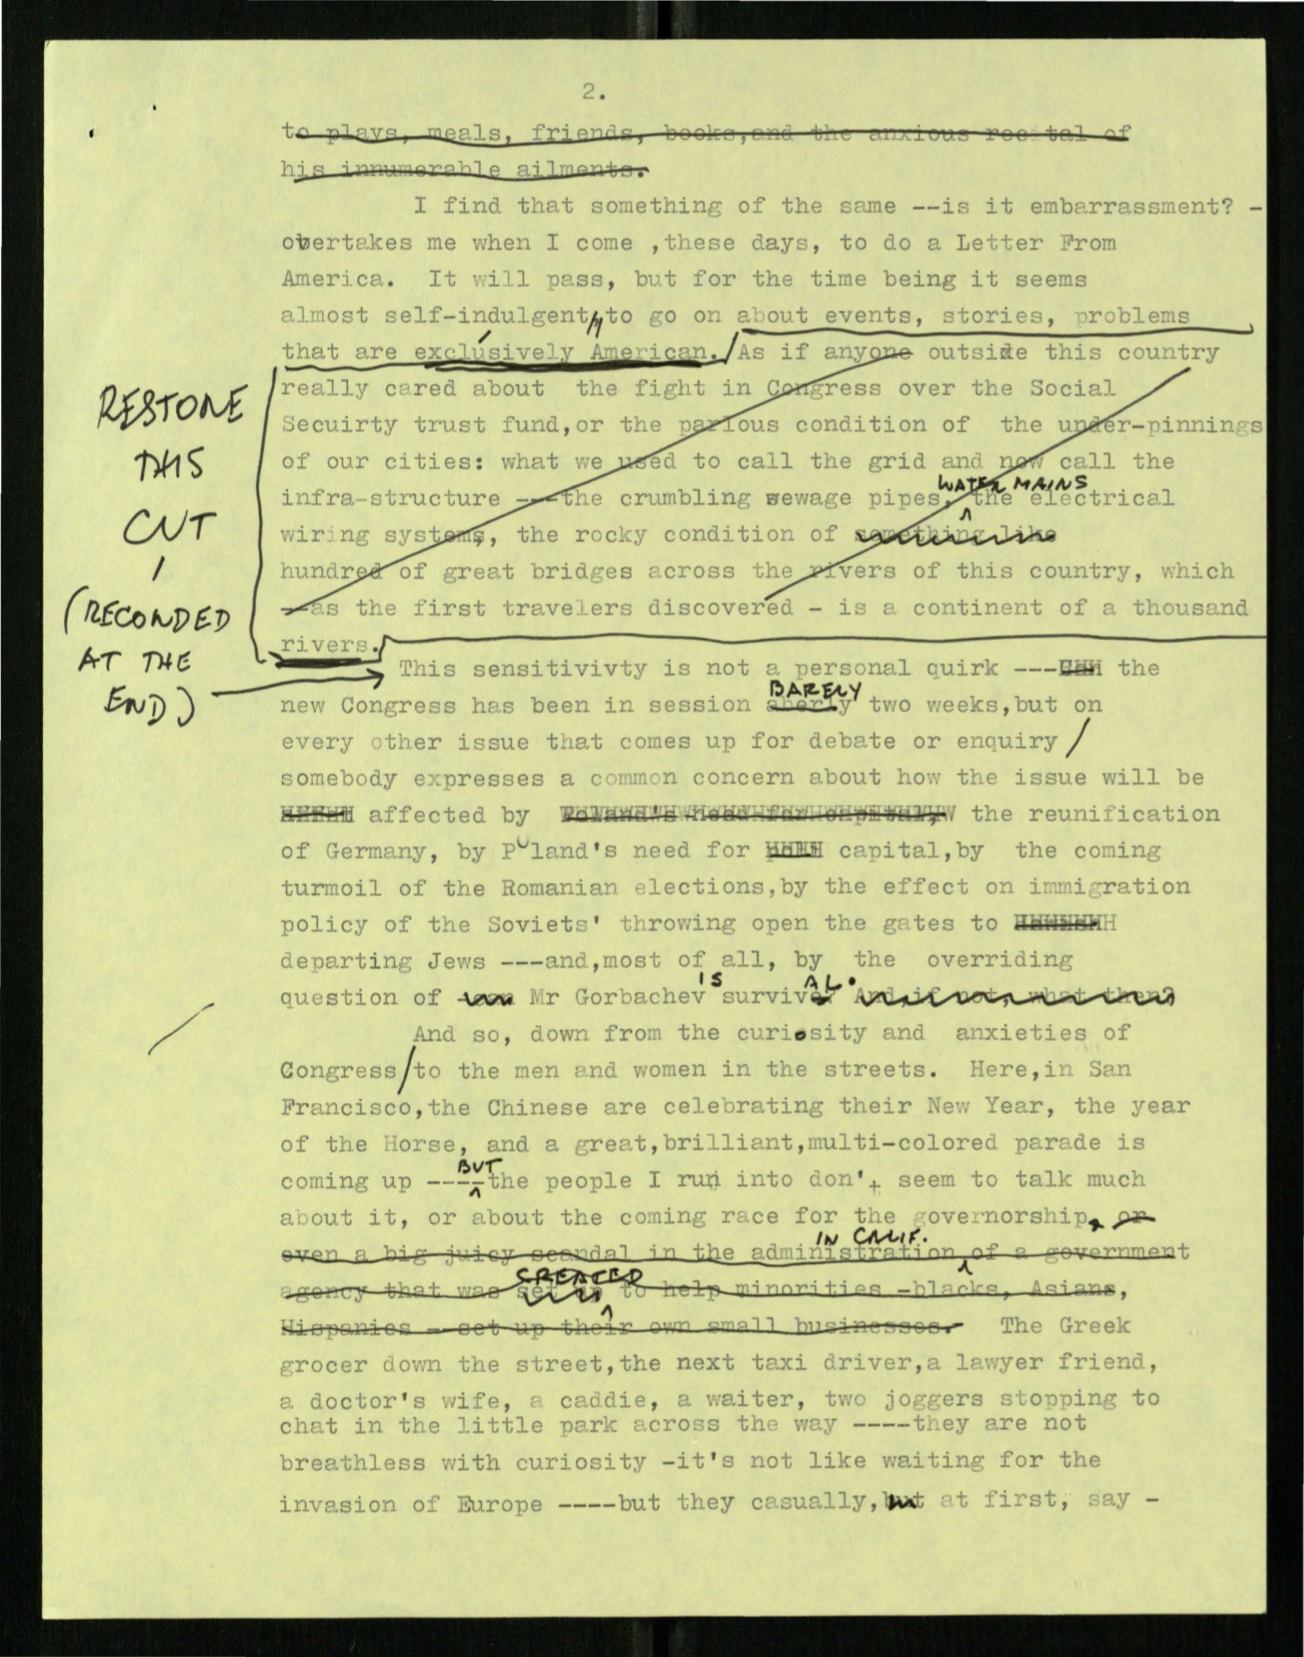 2.
to plays, meals, friends, books,and the anxious recital of
his innumerable ailments.
I find that something of the same --is it embarrassment? -
overtakes me when I come ,these days, to do a Letter From
America. It will pass, but for the time being it seems
almost self-indulgent, to go on about events, stories, problems
that are exclusively American. As if anyone outside this country
really cared about the fight in Congress over the Social
Secuirty trust fund,or the parlous condition of the under-pinnings
of our cities: what we used to call the grid and now call the
WATER MAINS
infra-structure ---the crumbling sewage pipes, the electrical
wiring systems, the rocky condition of something like
hundred of great bridges across the rivers of this country, which
--as the first travelers discovered - is a continent of a thousand
rivers.
RESTORE
THIS
CUT
(RECORDED
AT THE
END)
This sensitivivty is not a personal quirk --- the
BARELY
new Congress has been in session aberly two weeks,but on
every other issue that comes up for debate or enquiry /
somebody expresses a common concern about how the issue will be
affected by Poland's need for capital, the reunification
of Germany, by Poland's need for capital,by the coming
turmoil of the Romanian elections,by the effect on immigration
policy of the Soviets' throwing open the gates to
departing Jews ---and,most of all, by the overriding
IS AL.
question of Mr Gorbachev survive? And,if not, what then?
And so, down from the curiosity and anxieties of
Congress/to the men and women in the streets. Here,in San
Francisco,the Chinese are celebrating their New Year, the year
of the Horse, and a great,brilliant,multi-colored parade is
BUT
coming up ----the people I run into don't seem to talk much
about it, or about the coming race for the governorship, or
IN CALIF.
even a big juicy scandal in the administration of a government
CREATED
agency that was set up to help minorities -blacks, Asians,
Hispanics - set up their own small businesses. The Greek
grocer down the street,the next taxi driver,a lawyer friend,
a doctor's wife, a caddie, a waiter, two joggers stopping to
chat in the little park across the way ----they are not
breathless with curiosity -it's not like waiting for the
invasion of Europe ----but they casually,but at first, say -